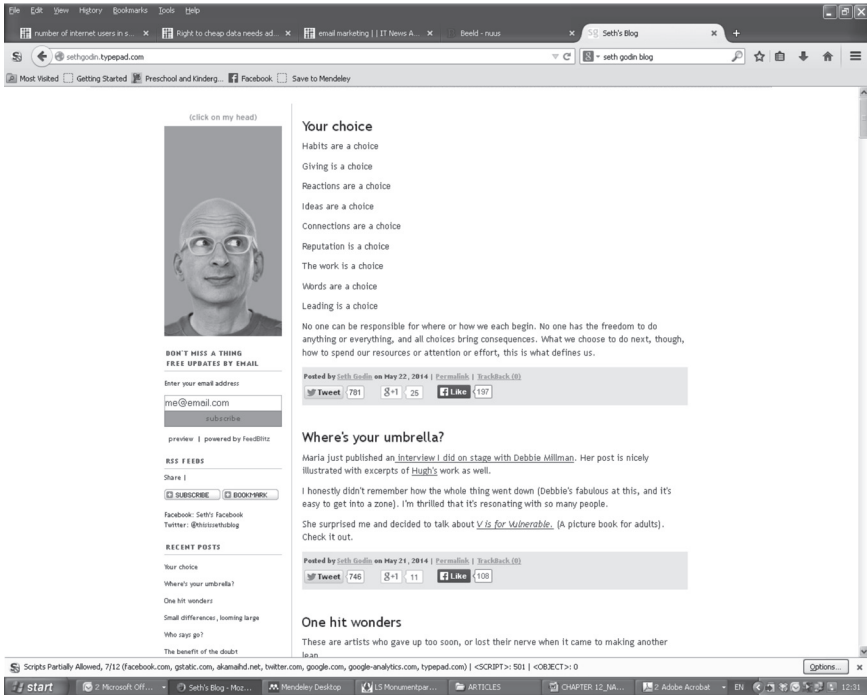 File Edit View History Bookmarks Tools Help
number of internet users in s... × Right to cheap data needs ad... × email marketing | | IT News A... × Beeld - nuus × Seth's Blog × +
sethgodin.typepad.com seth godin blog
Most Visited Getting Started Preschool and Kinderg... Facebook Save to Mendeley
(click on my head)
DON'T MISS A THING
FREE UPDATES BY EMAIL
Enter your email address
me@email.com
subscribe
preview | powered by FeedBlitz
RSS FEEDS
Share |
SUBSCRIBE BOOKMARK
Facebook: Seth's Facebook
Twitter: @thisissethsblog
RECENT POSTS
Your choice
Where's your umbrella?
One hit wonders
Small differences, looming large
Who says go?
The benefit of the doubt
Your choice
Habits are a choice
Giving is a choice
Reactions are a choice
Ideas are a choice
Connections are a choice
Reputation is a choice
The work is a choice
Words are a choice
Leading is a choice
No one can be responsible for where or how we each begin. No one has the freedom to do
anything or everything, and all choices bring consequences. What we choose to do next, though,
how to spend our resources or attention or effort, this is what defines us.
Posted by Seth Godin on May 22, 2014 | Permalink | TrackBack (0)
Tweet 781 g+1 25 Like 197
Where's your umbrella?
Maria just published an interview I did on stage with Debbie Millman. Her post is nicely
illustrated with excerpts of Hugh's work as well.
I honestly didn't remember how the whole thing went down (Debbie's fabulous at this, and it's
easy to get into a zone). I'm thrilled that it's resonating with so many people.
She surprised me and decided to talk about V is for Vulnerable. (A picture book for adults).
Check it out.
Posted by Seth Godin on May 21, 2014 | Permalink | TrackBack (0)
Tweet 746 g+1 11 Like 108
One hit wonders
These are artists who gave up too soon, or lost their nerve when it came to making another
leap
Scripts Partially Allowed, 7/12 (facebook.com, gstatic.com, akamaihd.net, twitter.com, google.com, google-analytics.com, typepad.com) | <SCRIPT>: 501 | <OBJECT>: 0 Options... ×
start 2 Microsoft Off... Seth's Blog - Moz... Mendeley Desktop LS Monumentpar... ARTICLES CHAPTER 12_NA... 2 Adobe Acrobat EN 12:31